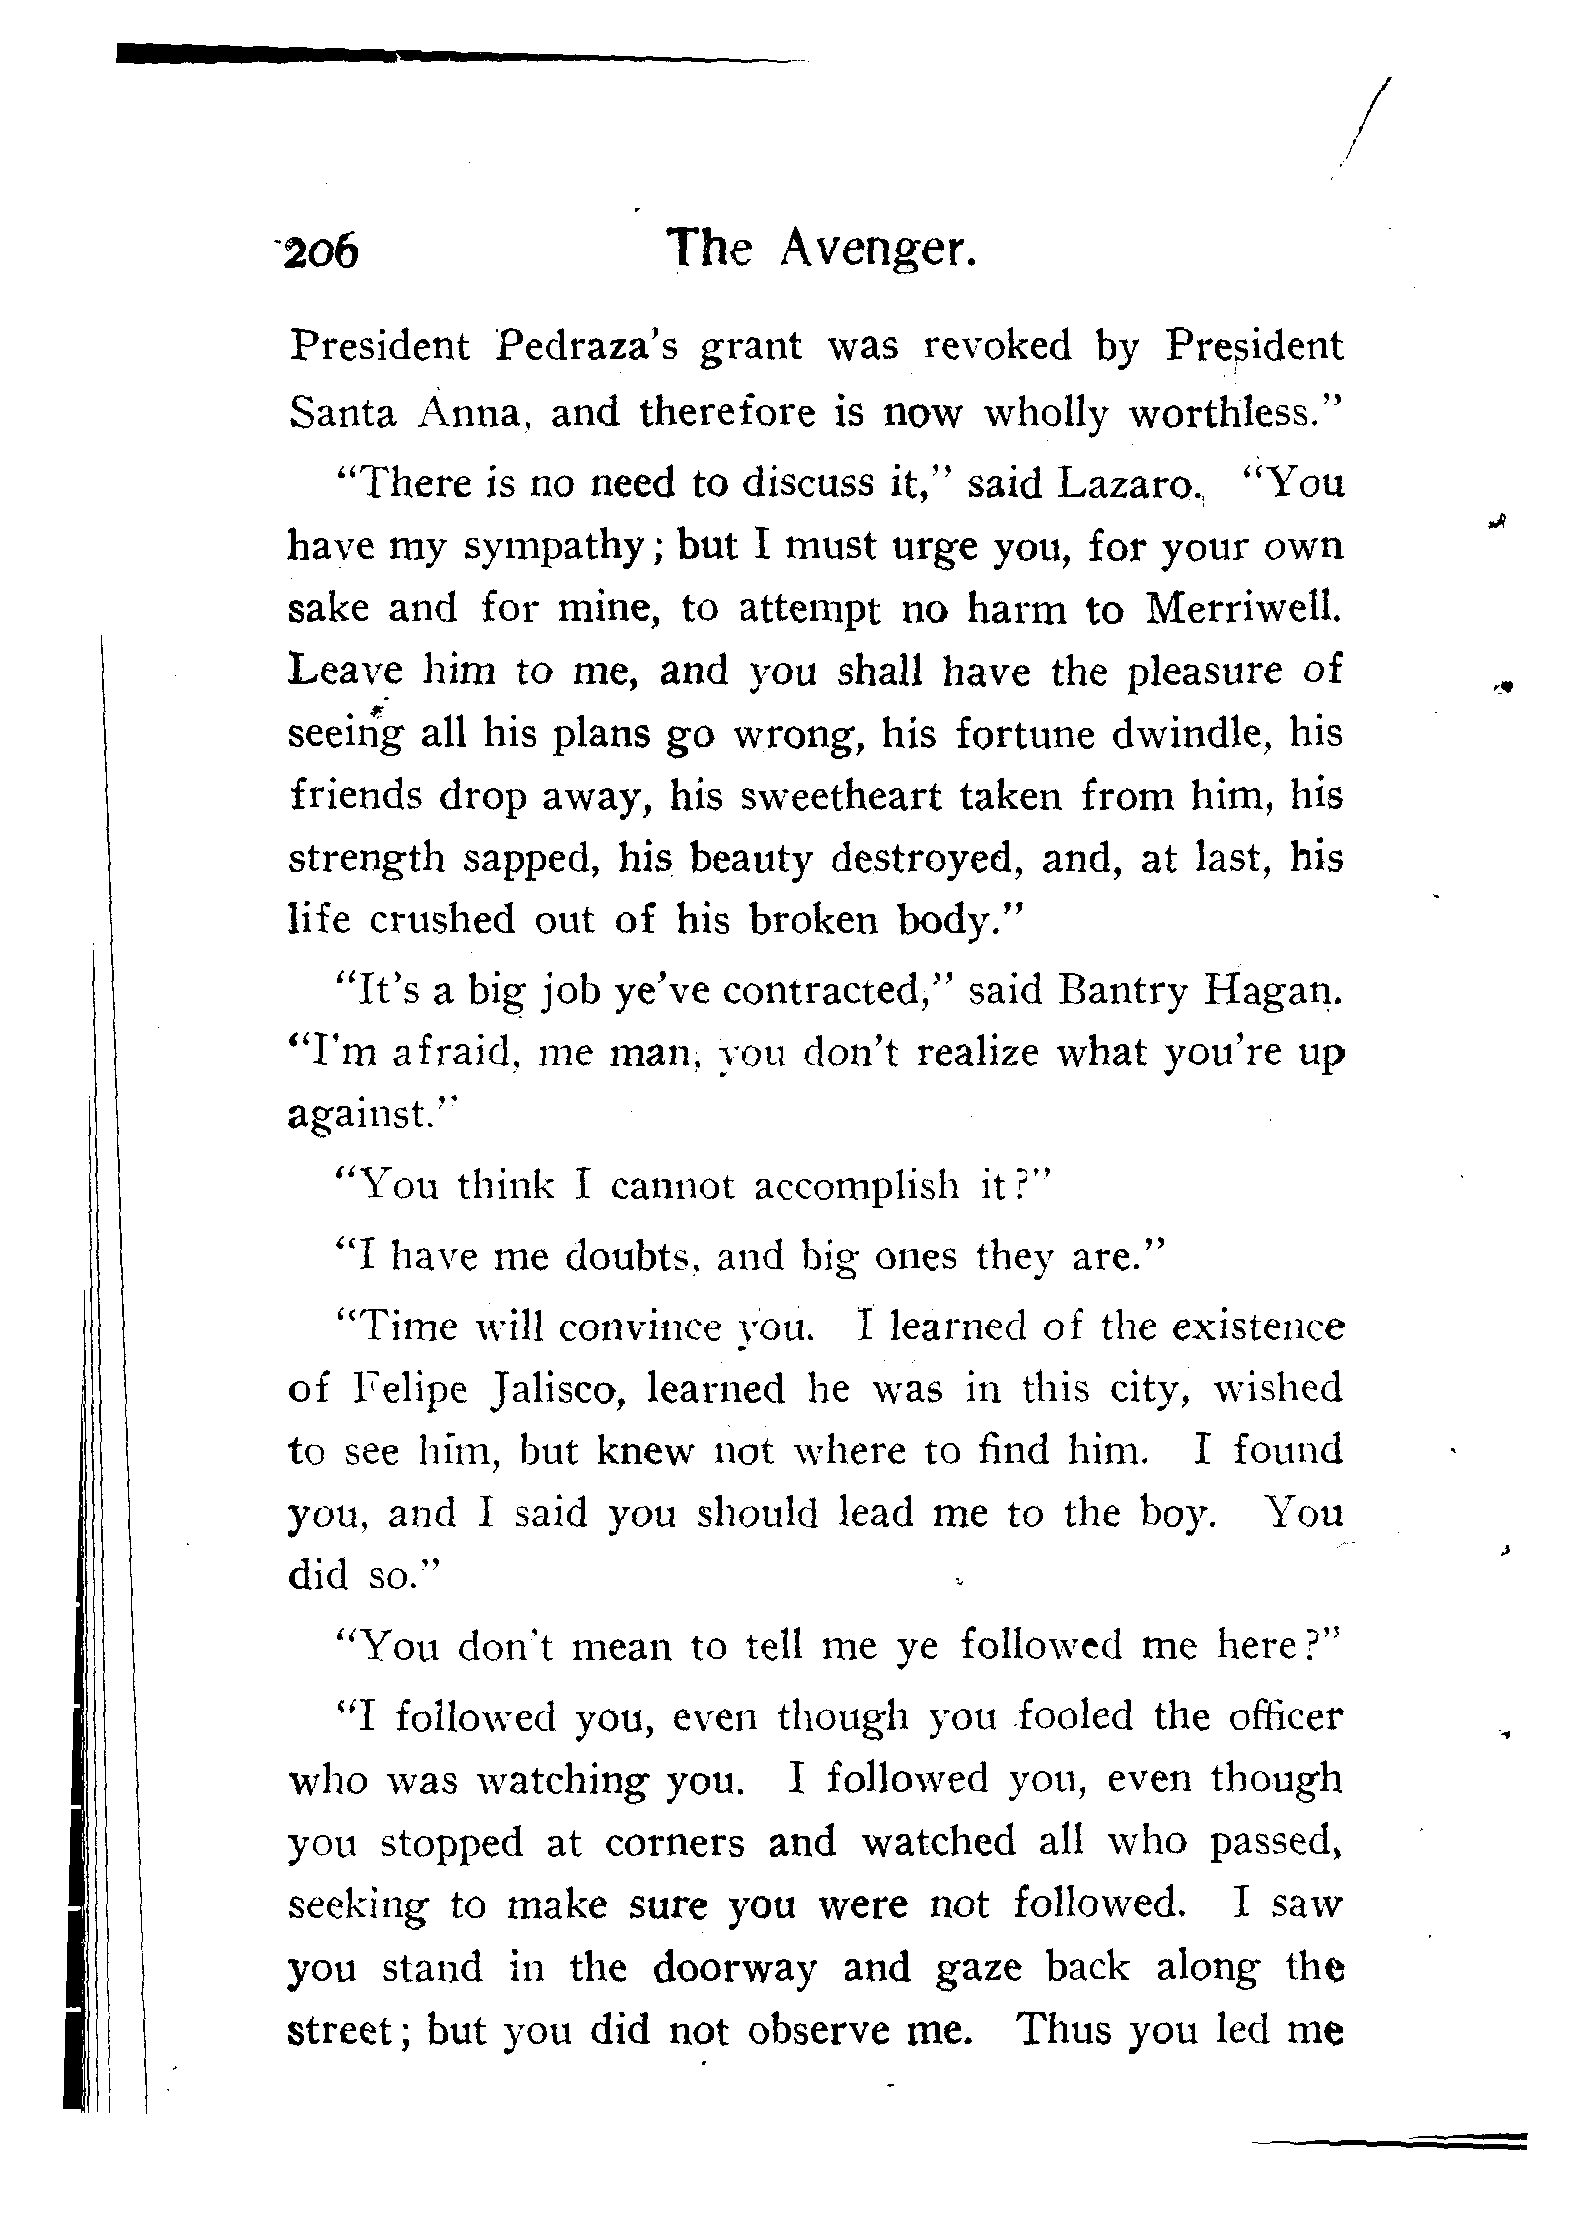 206 The Avenger.
President Pedraza's grant was revoked by President
Santa Anna, and therefore is now wholly worthless."
"There is no need to discuss it," said Lazaro. "You
have my sympathy; but I must urge you, for your own
sake and for mine, to attempt no harm to Merriwell.
Leave him to me, and you shall have the pleasure of
seeing all his plans go wrong, his fortune dwindle, his
friends drop away, his sweetheart taken from him, his
strength sapped, his beauty destroyed, and, at last, his
life crushed out of his broken body."
"It's a big job ye've contracted," said Bantry Hagan.
"I'm afraid, me man, you don't realize what you're up
against."
"You think I cannot accomplish it?"
"I have me doubts, and big ones they are."
"Time will convince you. I learned of the existence
of Felipe Jalisco, learned he was in this city, wished
to see him, but knew not where to find him. I found
you, and I said you should lead me to the boy. You
did so."
"You don't mean to tell me ye followed me here?"
"I followed you, even though you fooled the officer
who was watching you. I followed you, even though
you stopped at corners and watched all who passed,
seeking to make sure you were not followed. I saw
you stand in the doorway and gaze back along the
street; but you did not observe me. Thus you led me